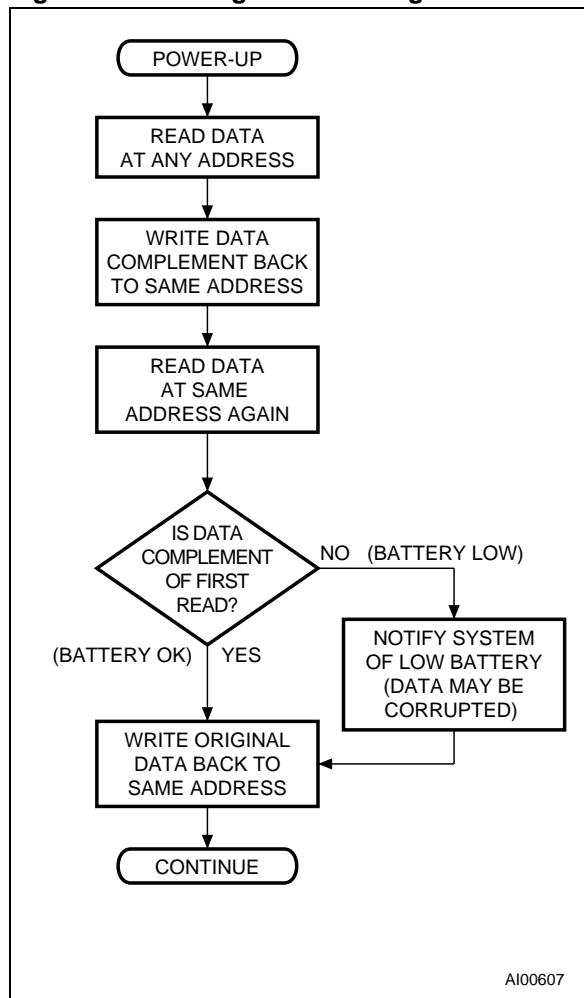 POWER-UP
READ DATA
AT ANY ADDRESS
WRITE DATA
COMPLEMENT BACK
TO SAME ADDRESS
READ DATA
AT SAME
ADDRESS AGAIN
IS DATA
COMPLEMENT
OF FIRST
READ?
NO (BATTERY LOW)
NOTIFY SYSTEM
OF LOW BATTERY
(DATA MAY BE
CORRUPTED)
(BATTERY OK) YES
WRITE ORIGINAL
DATA BACK TO
SAME ADDRESS
CONTINUE
AI00607